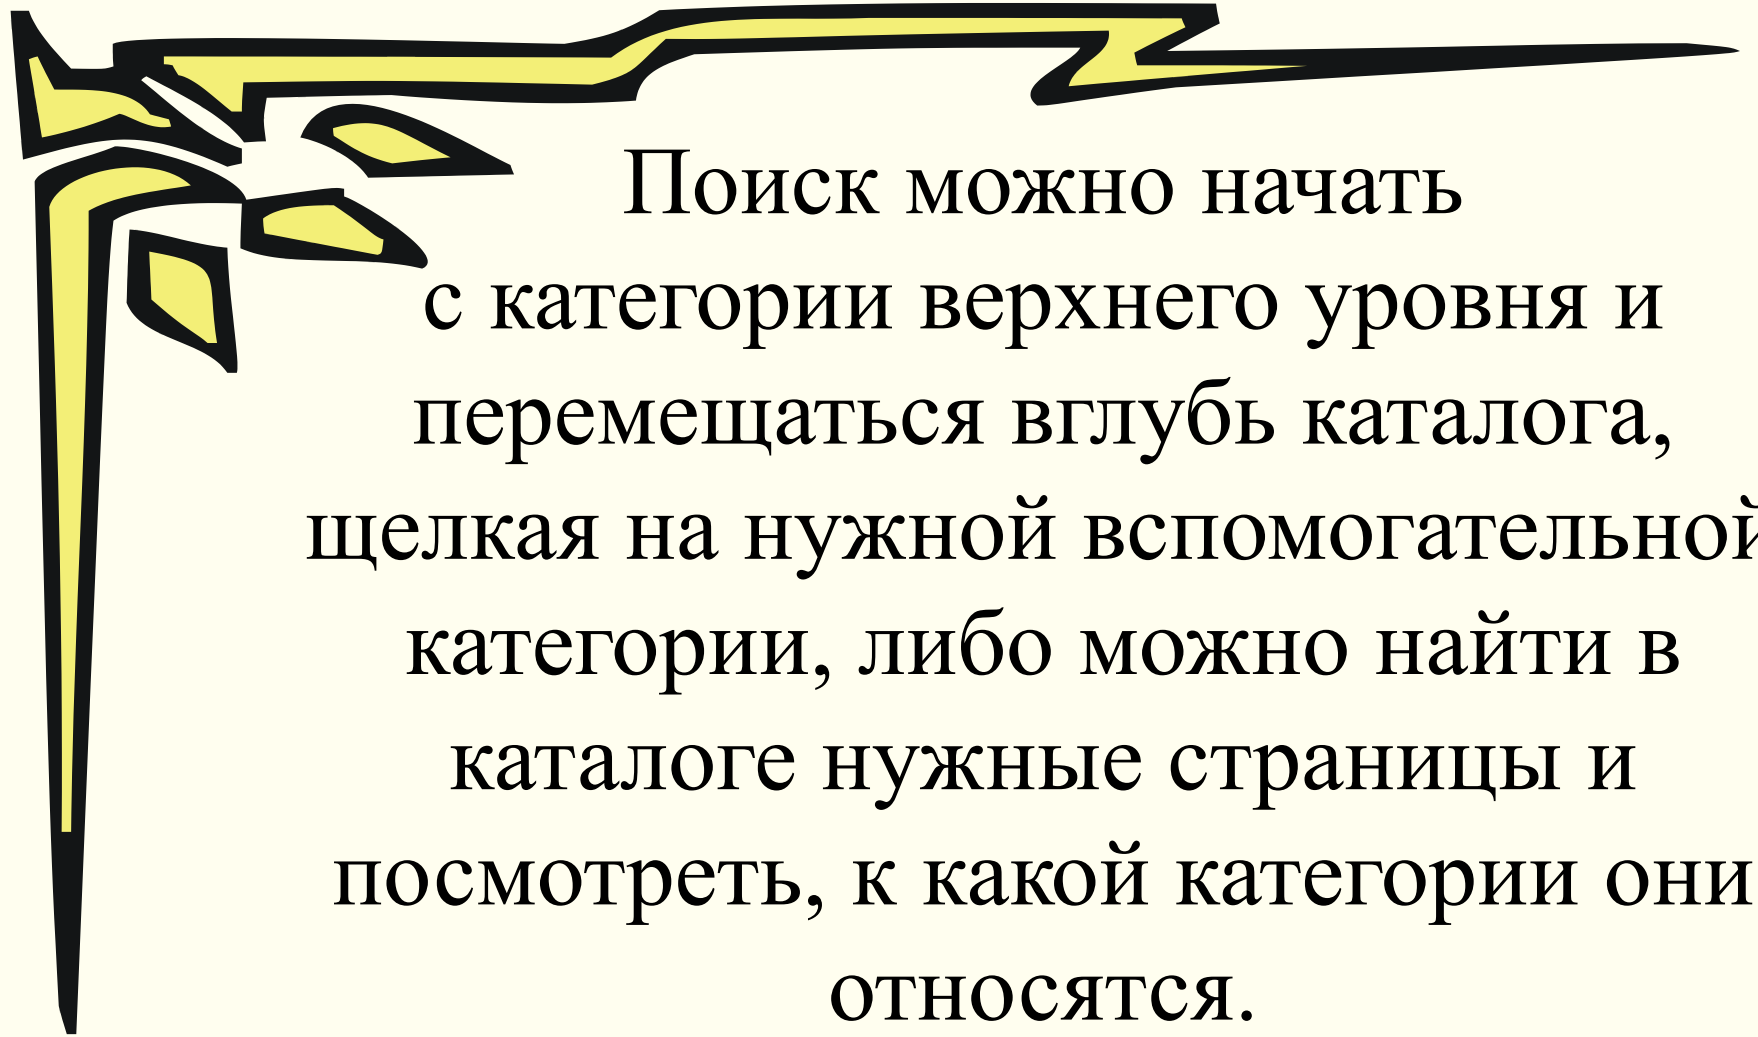 Поиск можно начать
с категории верхнего уровня и
перемещаться вглубь каталога,
щелкая на нужной вспомогательной
категории, либо можно найти в
каталоге нужные страницы и
посмотреть, к какой категории они
относятся.